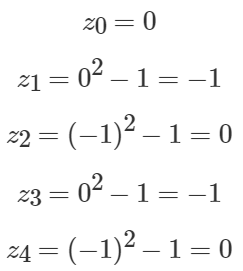 z₀ = 0
z₁ = 0² − 1 = −1
z₂ = (−1)² − 1 = 0
z₃ = 0² − 1 = −1
z₄ = (−1)² − 1 = 0